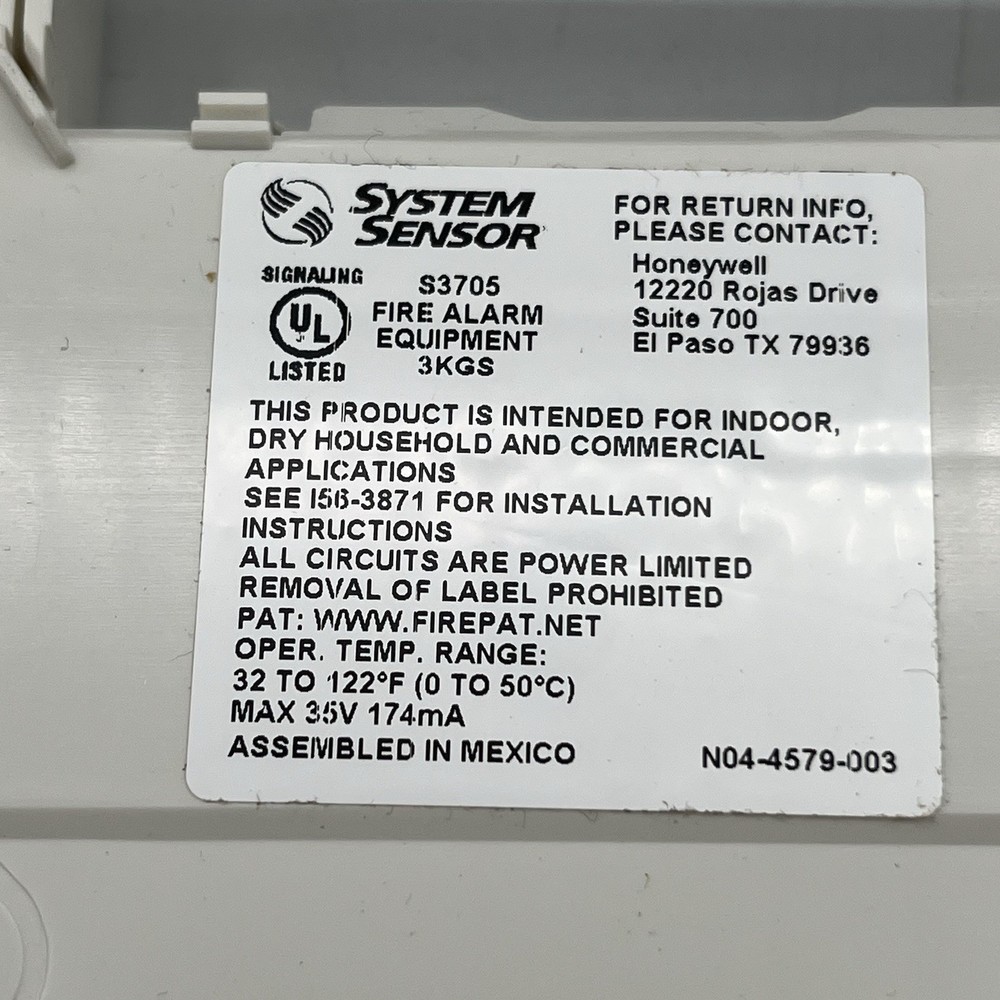 SYSTEM
SENSOR
SIGNALING
UL
LISTED
S3705
FIRE ALARM
EQUIPMENT
3KGS
FOR RETURN INFO,
PLEASE CONTACT:
Honeywell
12220 Rojas Drive
Suite 700
El Paso TX 79936
THIS PRODUCT IS INTENDED FOR INDOOR,
DRY HOUSEHOLD AND COMMERCIAL
APPLICATIONS
SEE I56-3871 FOR INSTALLATION
INSTRUCTIONS
ALL CIRCUITS ARE POWER LIMITED
REMOVAL OF LABEL PROHIBITED
PAT: WWW.FIREPAT.NET
OPER. TEMP. RANGE:
32 TO 122°F (0 TO 50°C)
MAX 35V 174mA
ASSEMBLED IN MEXICO
N04-4579-003